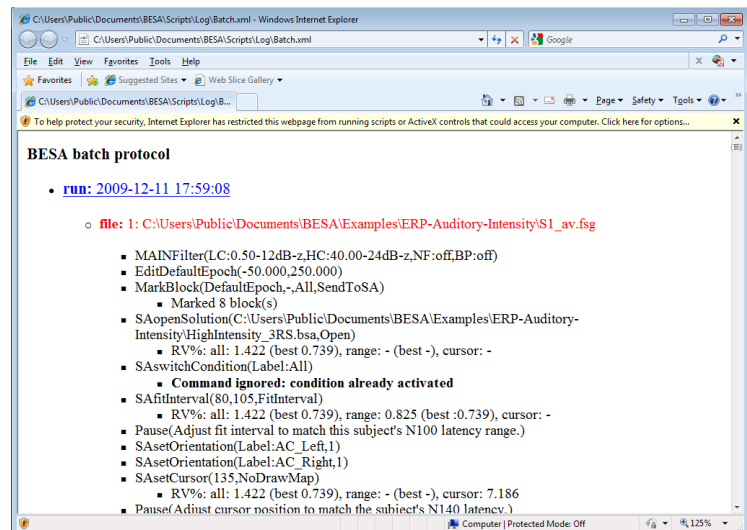 C:\Users\Public\Documents\BESA\Scripts\Log\Batch.xml - Windows Internet Explorer
C:\Users\Public\Documents\BESA\Scripts\Log\Batch.xml
Google
File Edit View Favorites Tools Help
Favorites Suggested Sites Web Slice Gallery
C:\Users\Public\Documents\BESA\Scripts\Log\B...
Page Safety Tools
To help protect your security, Internet Explorer has restricted this webpage from running scripts or ActiveX controls that could access your computer. Click here for options...
BESA batch protocol
run: 2009-12-11 17:59:08
file: 1: C:\Users\Public\Documents\BESA\Examples\ERP-Auditory-Intensity\S1_av.fsg
MAINFilter(LC:0.50-12dB-z,HC:40.00-24dB-z,NF:off,BP:off)
EditDefaultEpoch(-50.000,250.000)
MarkBlock(DefaultEpoch,-,All,SendToSA)
Marked 8 block(s)
SAopenSolution(C:\Users\Public\Documents\BESA\Examples\ERP-Auditory-
Intensity\HighIntensity_3RS.bsa,Open)
RV%: all: 1.422 (best 0.739), range: - (best -), cursor: -
SAswitchCondition(Label:All)
Command ignored: condition already activated
SAfitInterval(80,105,FitInterval)
RV%: all: 1.422 (best 0.739), range: 0.825 (best :0.739), cursor: -
Pause(Adjust fit interval to match this subject's N100 latency range.)
SAsetOrientation(Label:AC_Left,1)
SAsetOrientation(Label:AC_Right,1)
SAsetCursor(135,NoDrawMap)
RV%: all: 1.422 (best 0.739), range: - (best -), cursor: 7.186
Pause(Adjust cursor position to match the subject's N140 latency.)
Computer | Protected Mode: Off
125%